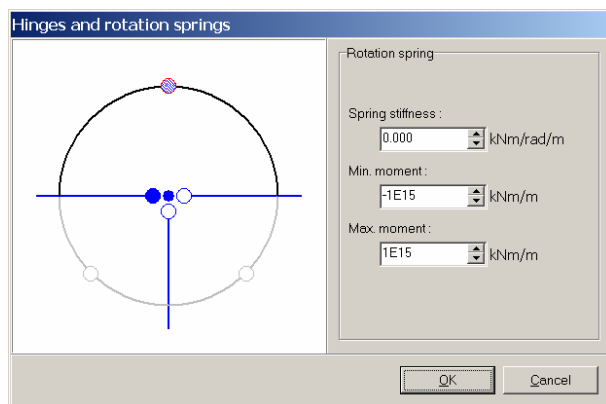 Hinges and rotation springs
Rotation spring
Spring stiffness :
0.000 kNm/rad/m
Min. moment :
-1E15 kNm/m
Max. moment :
1E15 kNm/m
OK Cancel